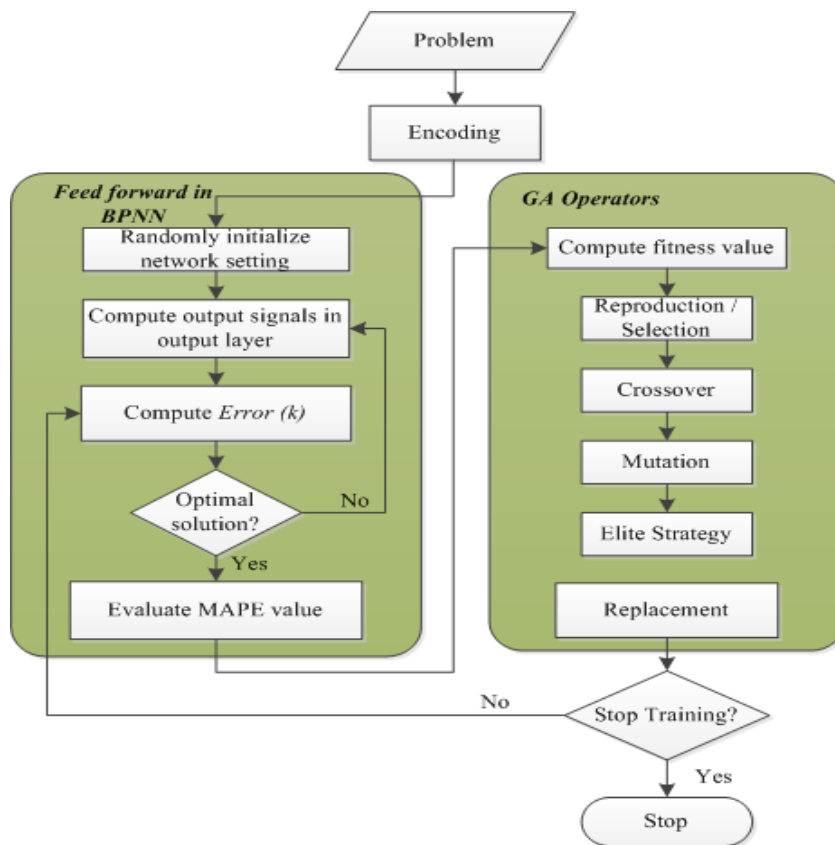 Problem
Encoding
Feed forward in
BPNN
Randomly initialize
network setting
Compute output signals in
output layer
Compute Error (k)
Optimal
solution?
No
Yes
Evaluate MAPE value
GA Operators
Compute fitness value
Reproduction /
Selection
Crossover
Mutation
Elite Strategy
Replacement
No
Stop Training?
Yes
Stop